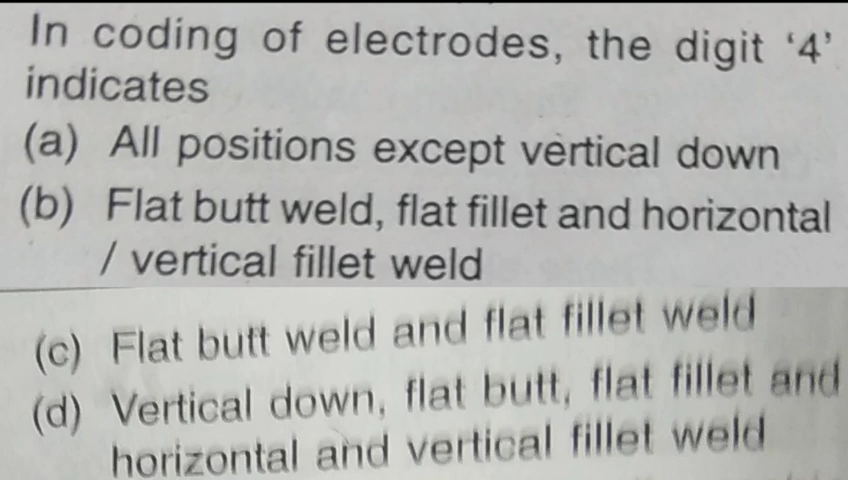 In coding of electrodes, the digit ‘4’
indicates
(a) All positions except vertical down
(b) Flat butt weld, flat fillet and horizontal
/ vertical fillet weld
(c) Flat butt weld and flat fillet weld
(d) Vertical down, flat butt, flat fillet and
horizontal and vertical fillet weld